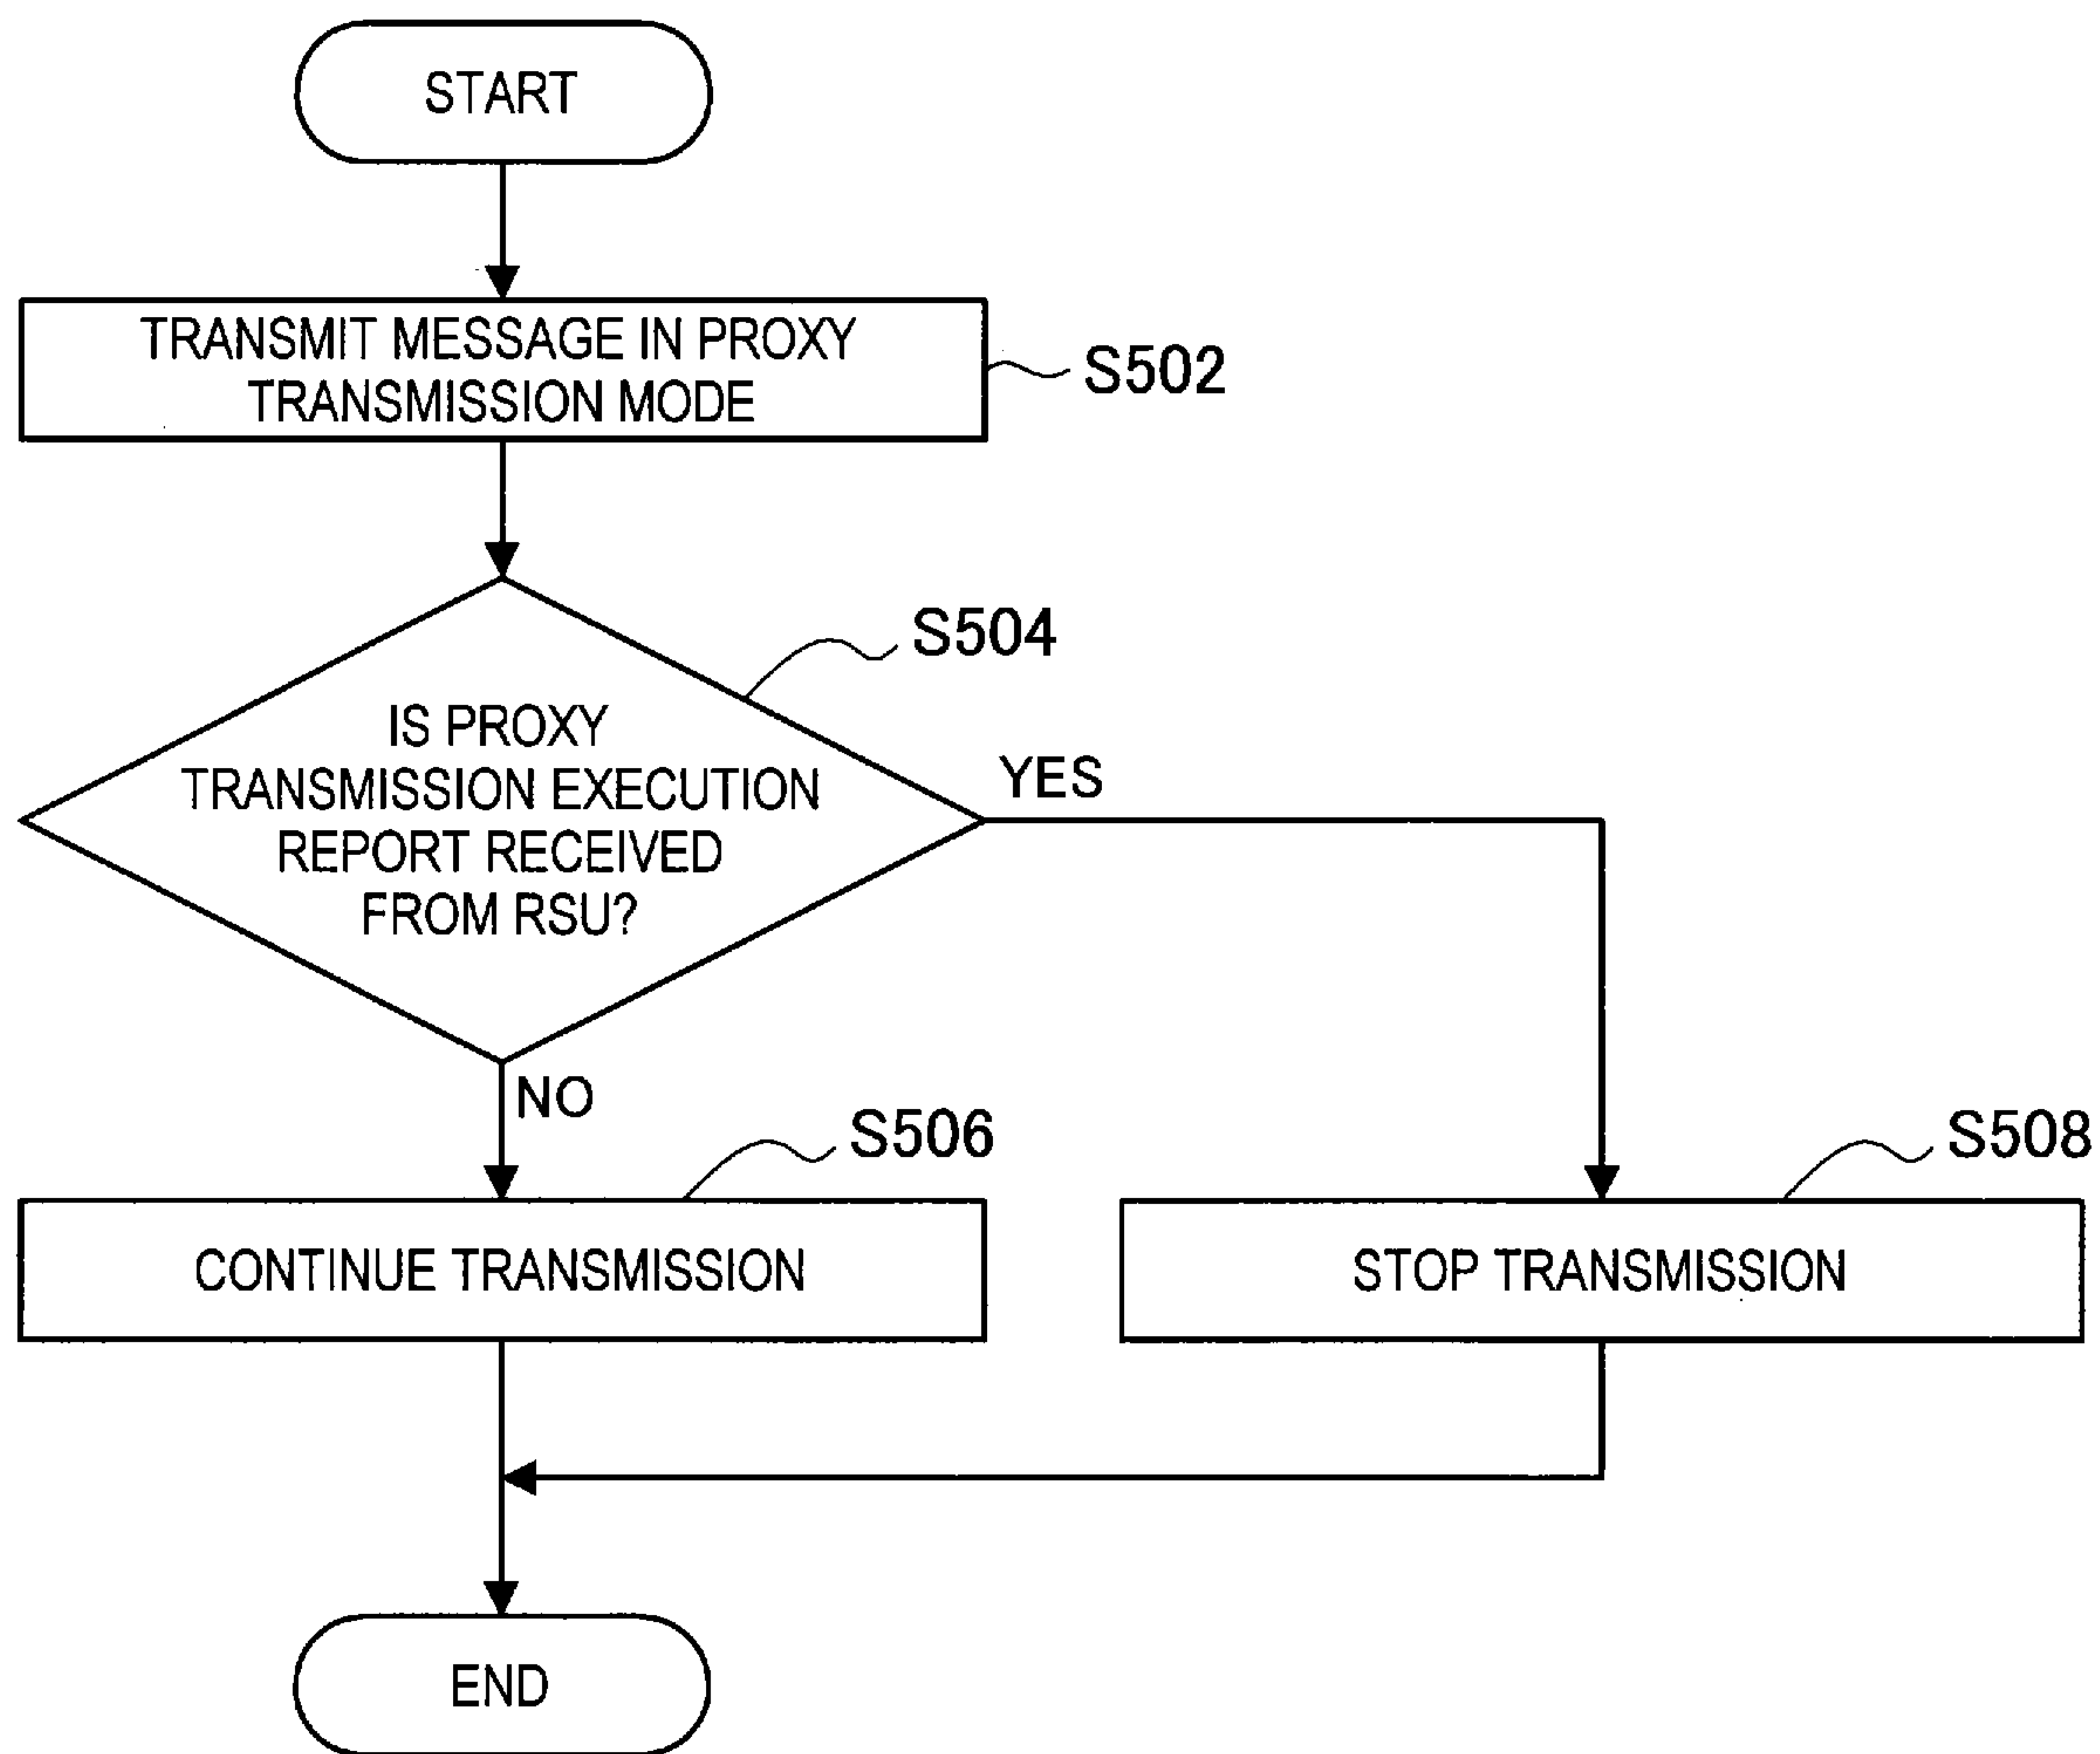 START
TRANSMIT MESSAGE IN PROXY
TRANSMISSION MODE
S502
S504
IS PROXY
TRANSMISSION EXECUTION
REPORT RECEIVED
FROM RSU?
YES
NO
S506
S508
CONTINUE TRANSMISSION
STOP TRANSMISSION
END